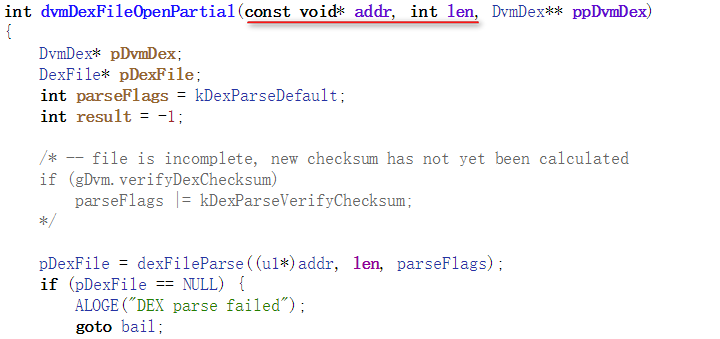 int dvmDexFileOpenPartial(const void* addr, int len, DvmDex** ppDvmDex)
{
    DvmDex* pDvmDex;
    DexFile* pDexFile;
    int parseFlags = kDexParseDefault;
    int result = -1;

    /* -- file is incomplete, new checksum has not yet been calculated
    if (gDvm.verifyDexChecksum)
        parseFlags |= kDexParseVerifyChecksum;
    */

    pDexFile = dexFileParse((u1*)addr, len, parseFlags);
    if (pDexFile == NULL) {
        ALOGE("DEX parse failed");
        goto bail;